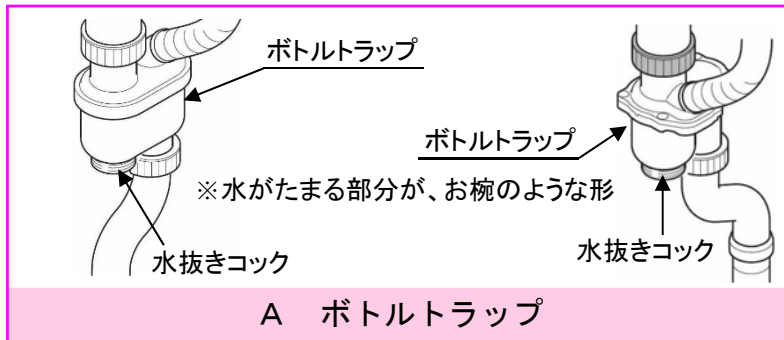 ボトルトラップ
ボトルトラップ
※水がたまる部分が、お椀のような形
水抜きコック
水抜きコック
A ボトルトラップ